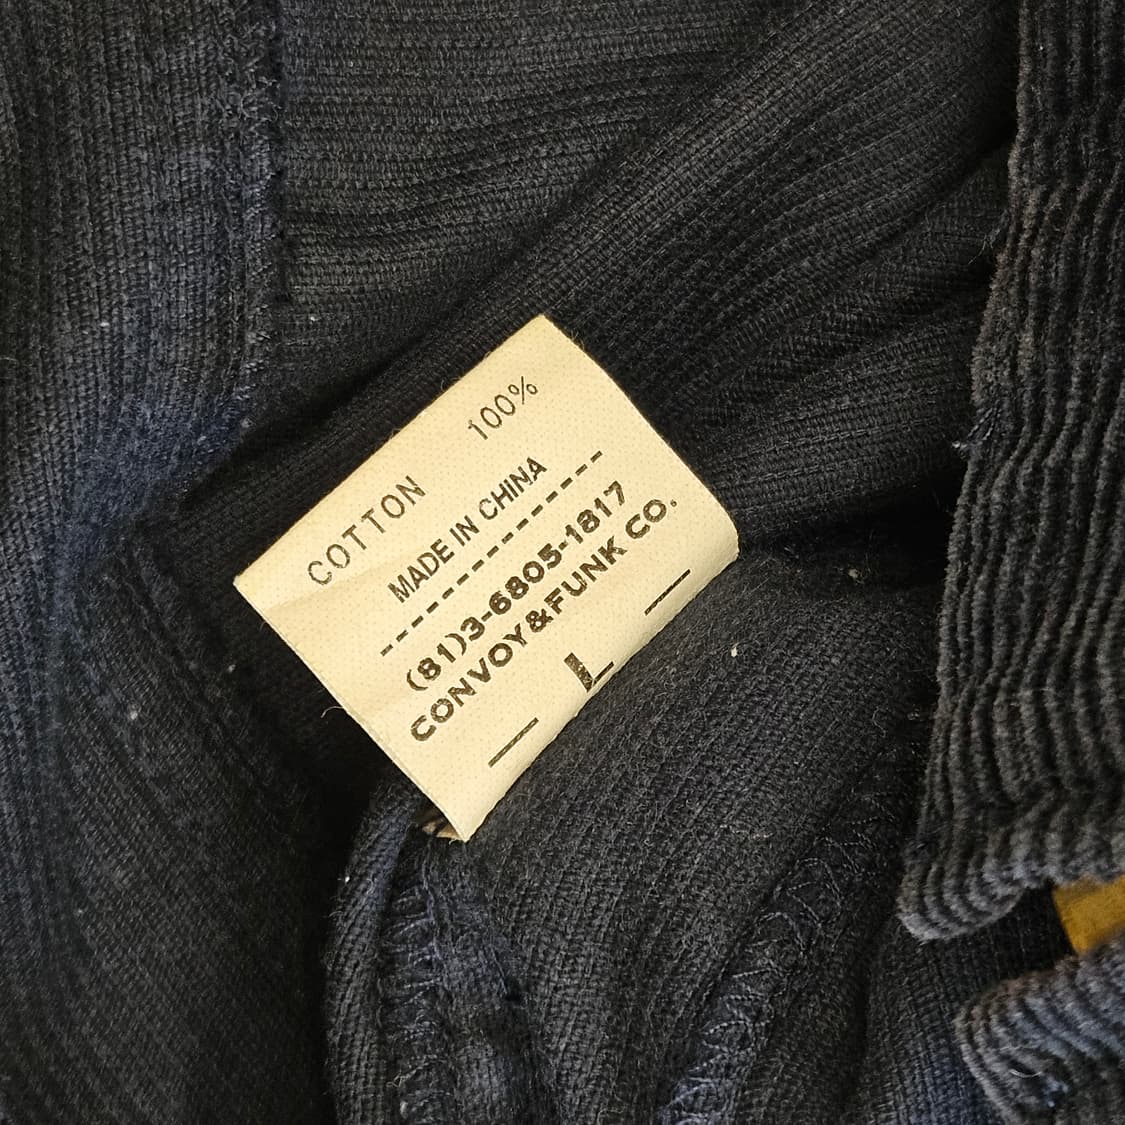 COTTON 100%
MADE IN CHINA
(81)3-6805-1817
CONVOY&FUNK CO.
L